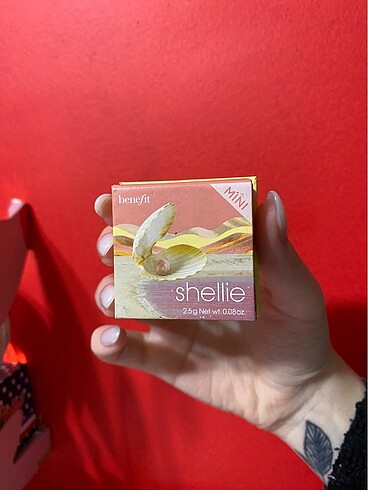 benefit
MINI
shellie
2.5g Net wt. 0.08oz.